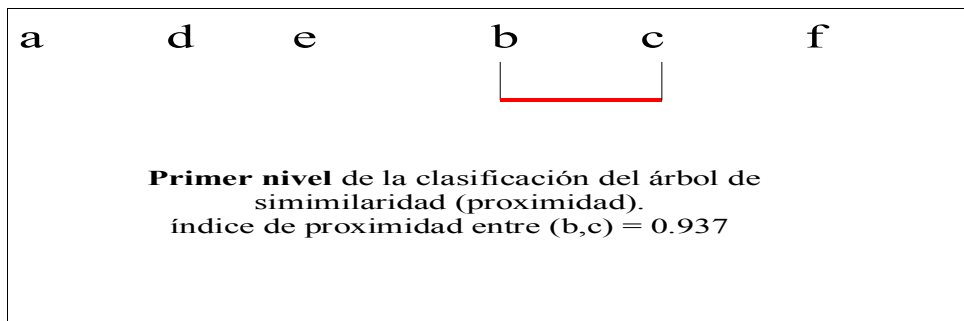 a d e b c f
Primer nivel de la clasificación del árbol de
simimilaridad (proximidad).
índice de proximidad entre (b,c) = 0.937